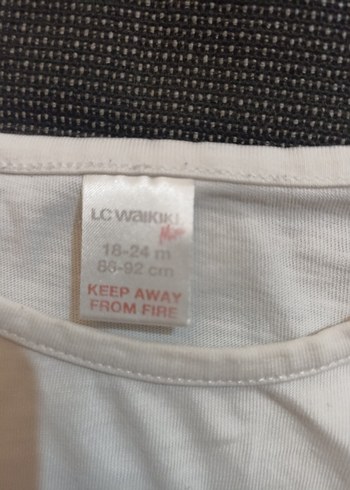 LC WAIKIKI
18-24 m
86-92 cm
KEEP AWAY
FROM FIRE